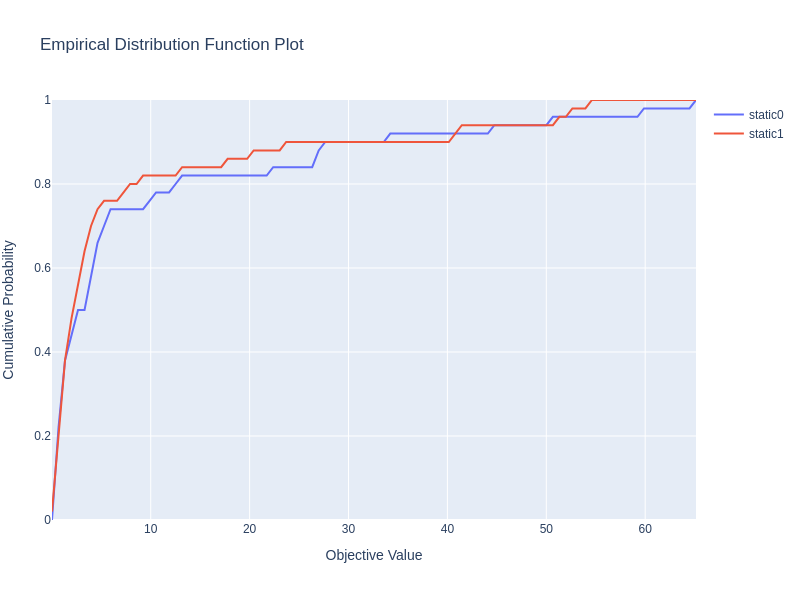 Empirical Distribution Function Plot
static0
static1
Cumulative Probability
1
0.8
0.6
0.4
0.2
0
10
20
30
40
50
60
Objective Value